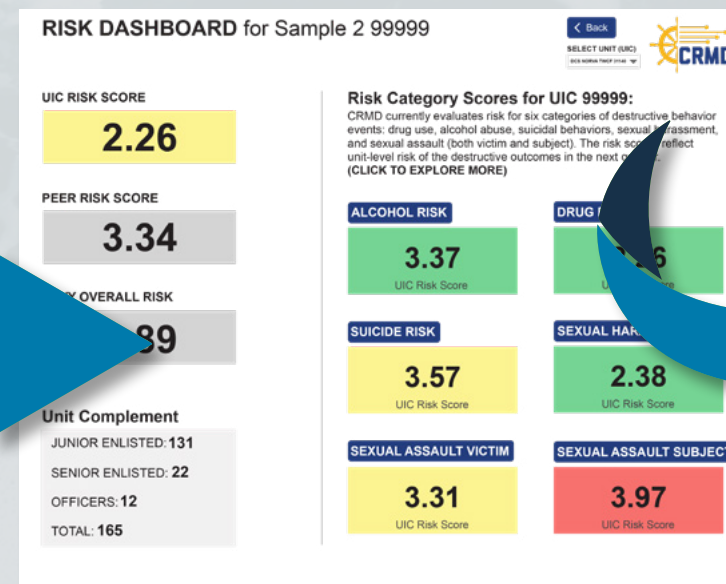 RISK DASHBOARD for Sample 2 99999
Back
SELECT UNIT (UIC)
CRMD
UIC RISK SCORE
2.26
PEER RISK SCORE
3.34
OVERALL RISK
89
Unit Complement
JUNIOR ENLISTED: 131
SENIOR ENLISTED: 22
OFFICERS: 12
TOTAL: 165
Risk Category Scores for UIC 99999:
CRMD currently evaluates risk for six categories of destructive behavior
events: drug use, alcohol abuse, suicidal behaviors, sexual
and sexual assault (both victim and subject). The risk reflect
unit-level risk of the destructive outcomes in the next
(CLICK TO EXPLORE MORE)
ALCOHOL RISK
3.37
UIC Risk Score
DRUG
6
SUICIDE RISK
3.57
UIC Risk Score
SEXUAL
2.38
UIC Risk Score
SEXUAL ASSAULT VICTIM
3.31
UIC Risk Score
SEXUAL ASSAULT SUBJECT
3.97
UIC Risk Score